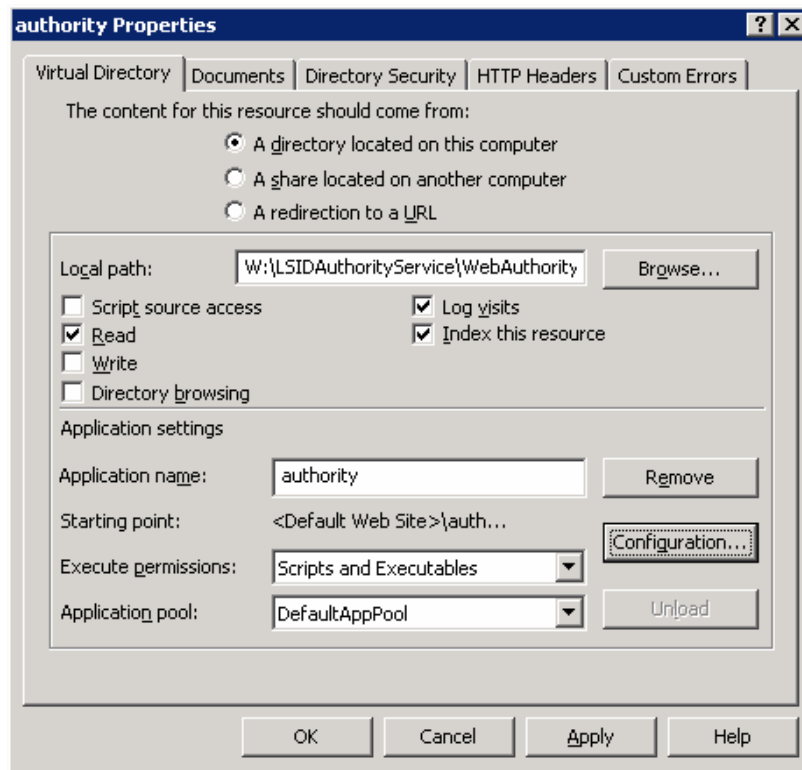 authority Properties
Virtual Directory Documents Directory Security HTTP Headers Custom Errors
The content for this resource should come from:
A directory located on this computer
A share located on another computer
A redirection to a URL
Local path: W:\LSIDAuthorityService\WebAuthority Browse...
Script source access Log visits
Read Index this resource
Write
Directory browsing
Application settings
Application name: authority Remove
Starting point: <Default Web Site>\auth...
Configuration...
Execute permissions: Scripts and Executables
Application pool: DefaultAppPool Unload
OK Cancel Apply Help